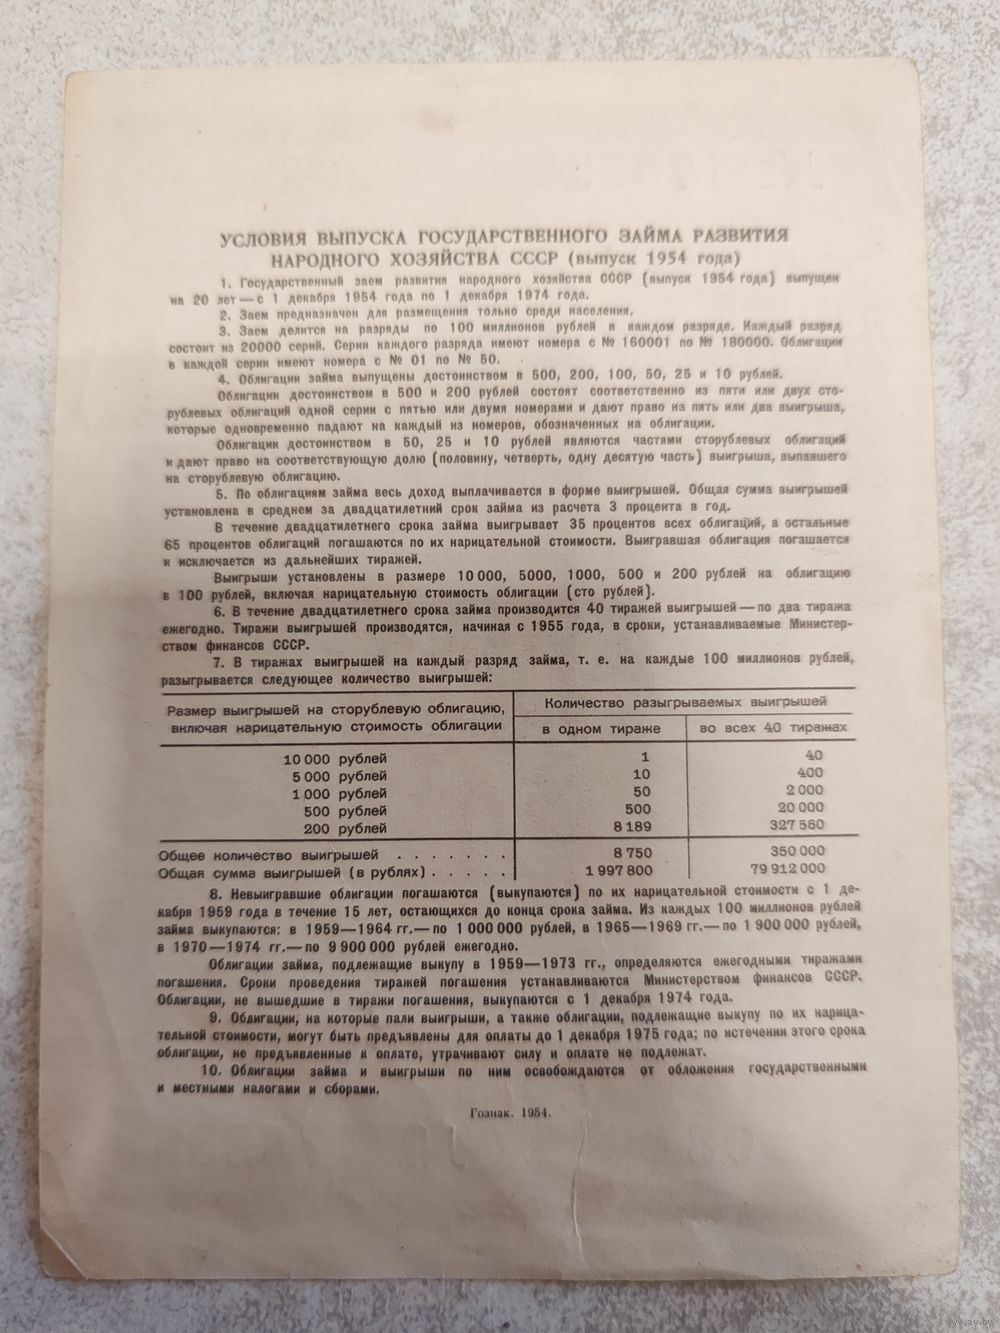 УСЛОВИЯ ВЫПУСКА ГОСУДАРСТВЕННОГО ЗАЙМА РАЗВИТИЯ
НАРОДНОГО ХОЗЯЙСТВА СССР (выпуск 1954 года)
1. Государственный заем развития народного хозяйства СССР (выпуск 1954 года) выпущен
на 20 лет — с 1 декабря 1954 года по 1 декабря 1974 года.
2. Заем предназначен для размещения только среди населения.
3. Заем делится на разряды по 100 миллионов рублей в каждом разряде. Каждый разряд
состоит из 20000 серий. Серии каждого разряда имеют номера с № 160001 по № 180000. Облигации
в каждой серии имеют номера с № 01 по № 50.
4. Облигации займа выпущены достоинством в 500, 200, 100, 50, 25 и 10 рублей.
Облигации достоинством в 500 и 200 рублей состоят соответственно из пяти или двух сто-
рублевых облигаций одной серии с пятью или двумя номерами и дают право на пять или два выигрыша,
которые одновременно падают на каждый из номеров, обозначенных на облигации.
Облигации достоинством в 50, 25 и 10 рублей являются частями сторублевых облигаций
и дают право на соответствующую долю (половину, четверть, одну десятую часть) выигрыша, выпавшего
на сторублевую облигацию.
5. По облигациям займа весь доход выплачивается в форме выигрышей. Общая сумма выигрышей
установлена в среднем за двадцатилетний срок займа из расчета 3 процента в год.
В течение двадцатилетнего срока займа выигрывает 35 процентов всех облигаций, а остальные
65 процентов облигаций погашаются по их нарицательной стоимости. Выигравшая облигация погашается
и исключается из дальнейших тиражей.
Выигрыши установлены в размере 10 000, 5000, 1000, 500 и 200 рублей на облигацию
в 100 рублей, включая нарицательную стоимость облигации (сто рублей).
6. В течение двадцатилетнего срока займа производится 40 тиражей выигрышей — по два тиража
ежегодно. Тиражи выигрышей производятся, начиная с 1955 года, в сроки, устанавливаемые Министер-
ством финансов СССР.
7. В тиражах выигрышей на каждый разряд займа, т. е. на каждые 100 миллионов рублей,
разыгрывается следующее количество выигрышей:
Размер выигрышей на сторублевую облигацию, Количество разыгрываемых выигрышей
включая нарицательную стоимость облигации в одном тираже во всех 40 тиражах
10 000 рублей 1 40
5 000 рублей 10 400
1 000 рублей 50 2 000
500 рублей 500 20 000
200 рублей 8 189 327 560
Общее количество выигрышей . . . . . . . 8 750 350 000
Общая сумма выигрышей (в рублях) . . . . . 1 997 800 79 912 000
8. Невыигравшие облигации погашаются (выкупаются) по их нарицательной стоимости с 1 де-
кабря 1959 года в течение 15 лет, остающихся до конца срока займа. Из каждых 100 миллионов рублей
займа выкупаются: в 1959—1964 гг.— по 1 000 000 рублей, в 1965—1969 гг.— по 1 900 000 рублей,
в 1970—1974 гг.— по 9 900 000 рублей ежегодно.
Облигации займа, подлежащие выкупу в 1959—1973 гг., определяются ежегодными тиражами
погашения. Сроки проведения тиражей погашения устанавливаются Министерством финансов СССР.
Облигации, не вышедшие в тиражи погашения, выкупаются с 1 декабря 1974 года.
9. Облигации, на которые пали выигрыши, а также облигации, подлежащие выкупу по их нарица-
тельной стоимости, могут быть предъявлены для оплаты до 1 декабря 1975 года; по истечении этого срока
облигации, не предъявленные к оплате, утрачивают силу и оплате не подлежат.
10. Облигации займа и выигрыши по ним освобождаются от обложения государственными
и местными налогами и сборами.
Гознак. 1954.
www.ay.by